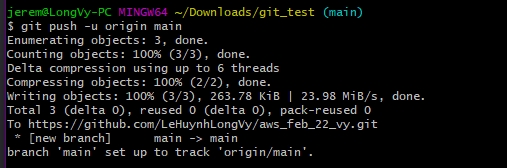 jerem@LongVy-PC MINGW64 ~/Downloads/git_test (main)
$ git push -u origin main
Enumerating objects: 3, done.
Counting objects: 100% (3/3), done.
Delta compression using up to 6 threads
Compressing objects: 100% (2/2), done.
Writing objects: 100% (3/3), 263.78 KiB | 23.98 MiB/s, done.
Total 3 (delta 0), reused 0 (delta 0), pack-reused 0
To https://github.com/LeHuynhLongVy/aws_feb_22_vy.git
 * [new branch]      main -> main
branch 'main' set up to track 'origin/main'.